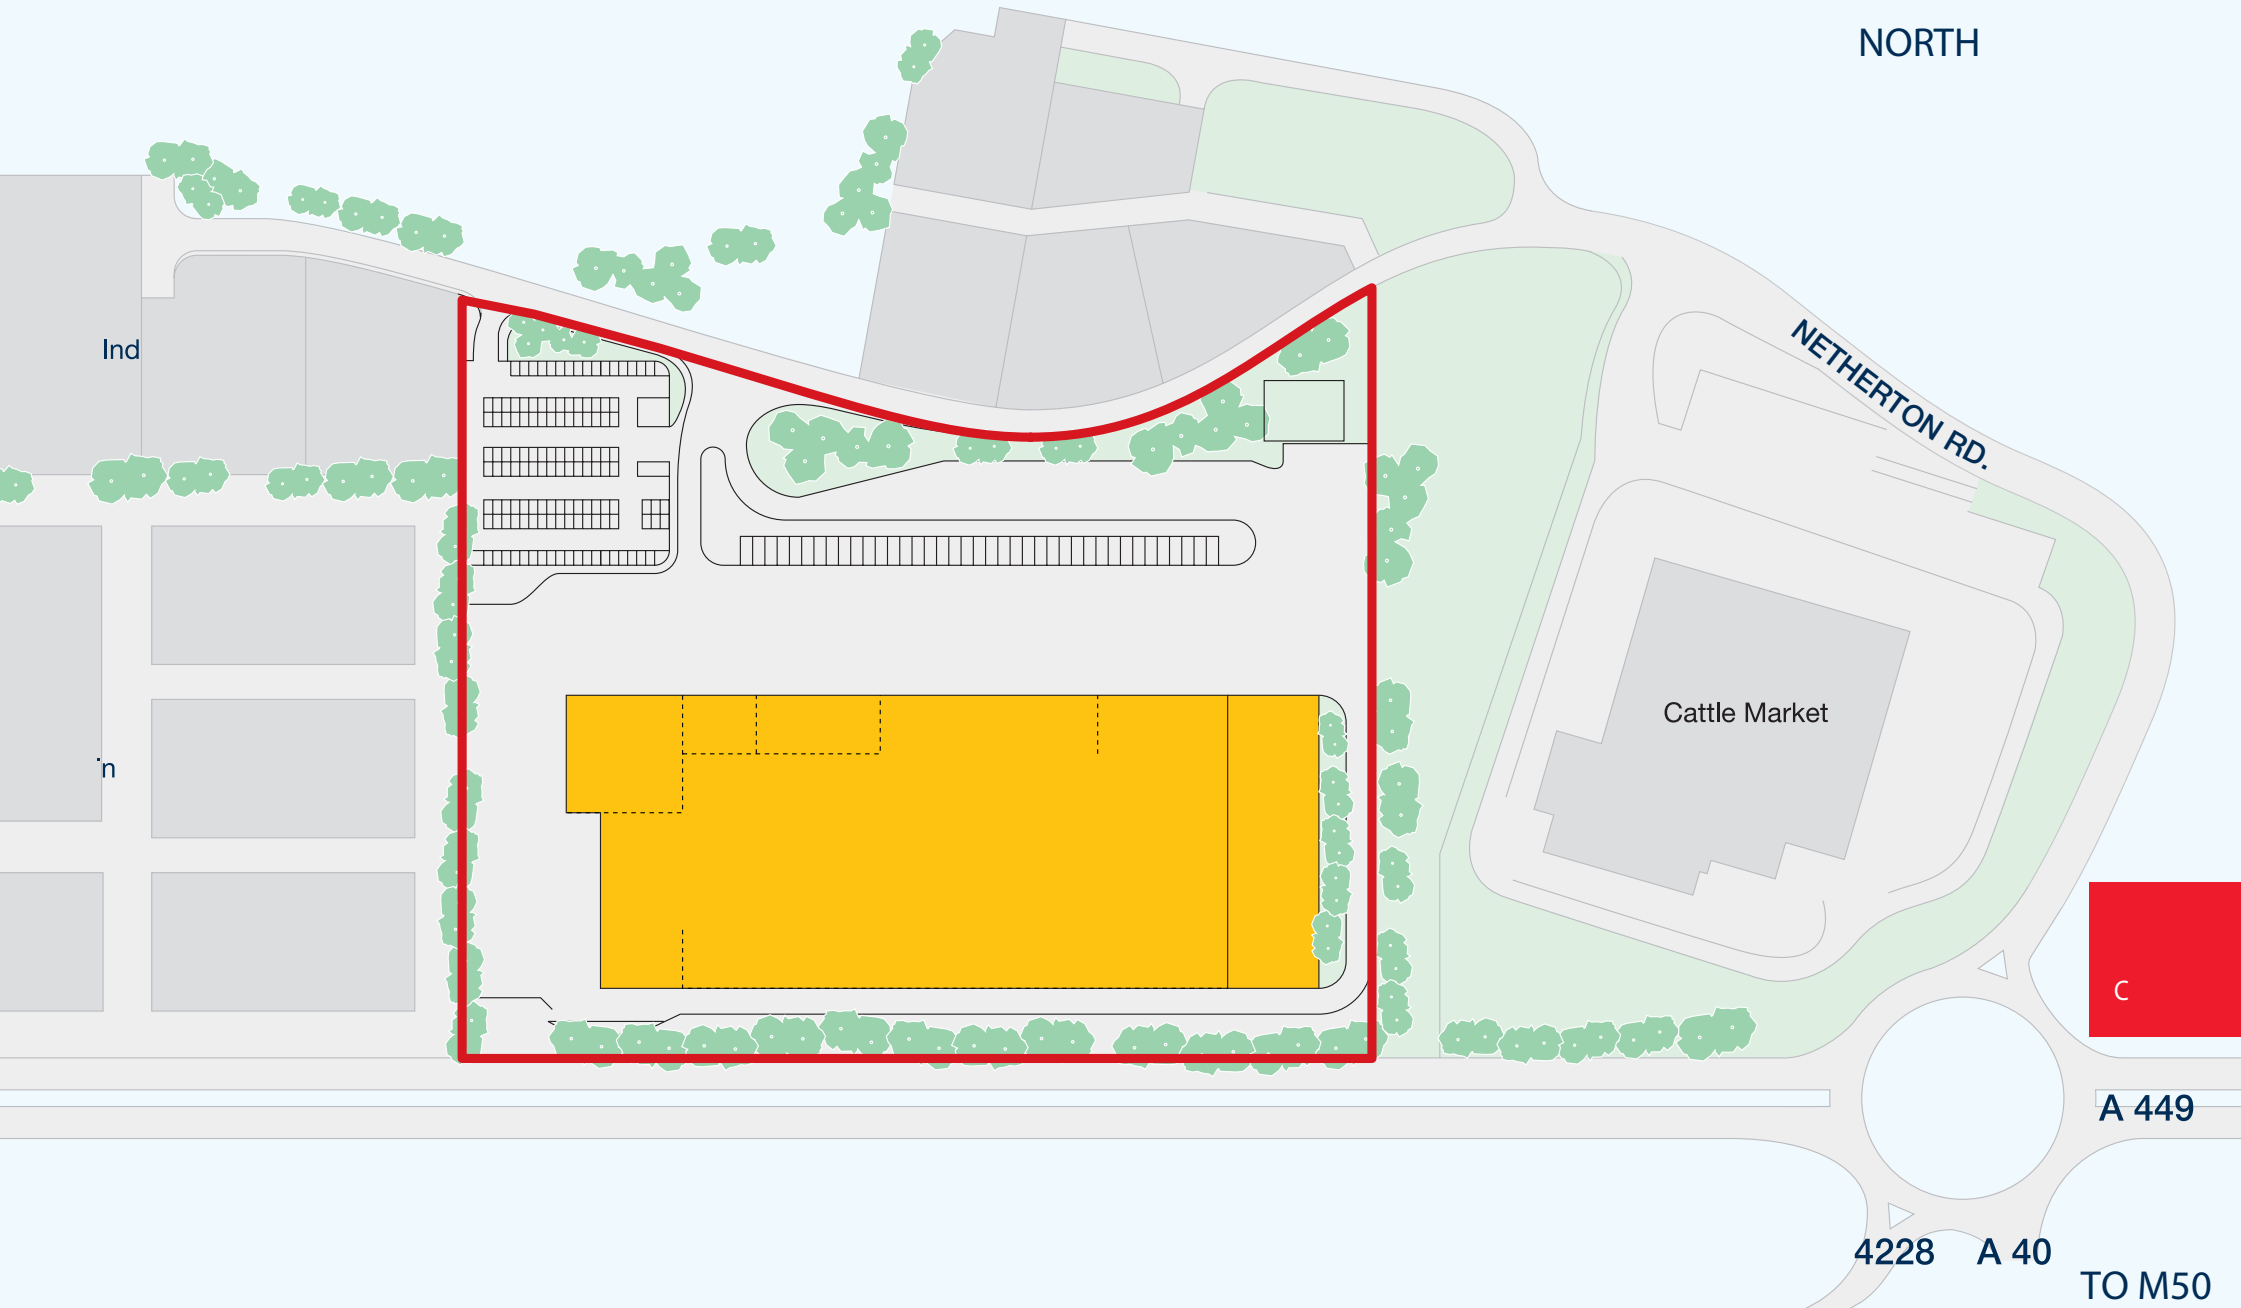 NORTH
NETHERTON RD.
Ind
Cattle Market
C
A 449
4228
A 40
TO M50